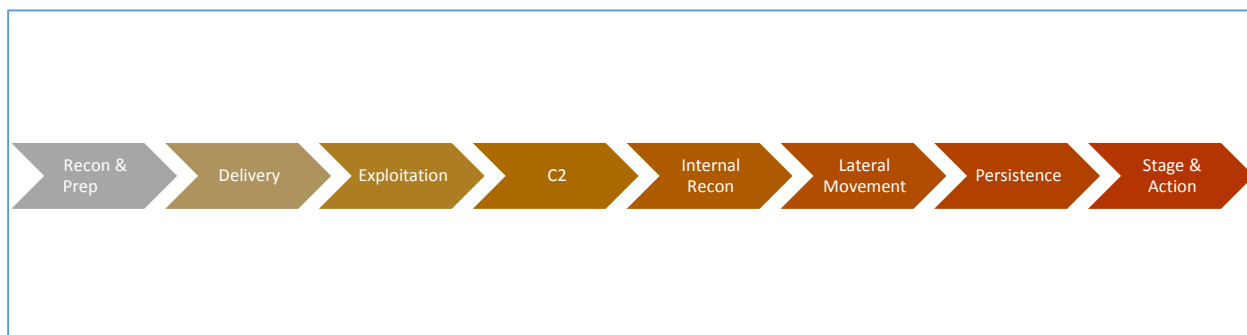 Recon &
Prep
Delivery
Exploitation
C2
Internal
Recon
Lateral
Movement
Persistence
Stage &
Action